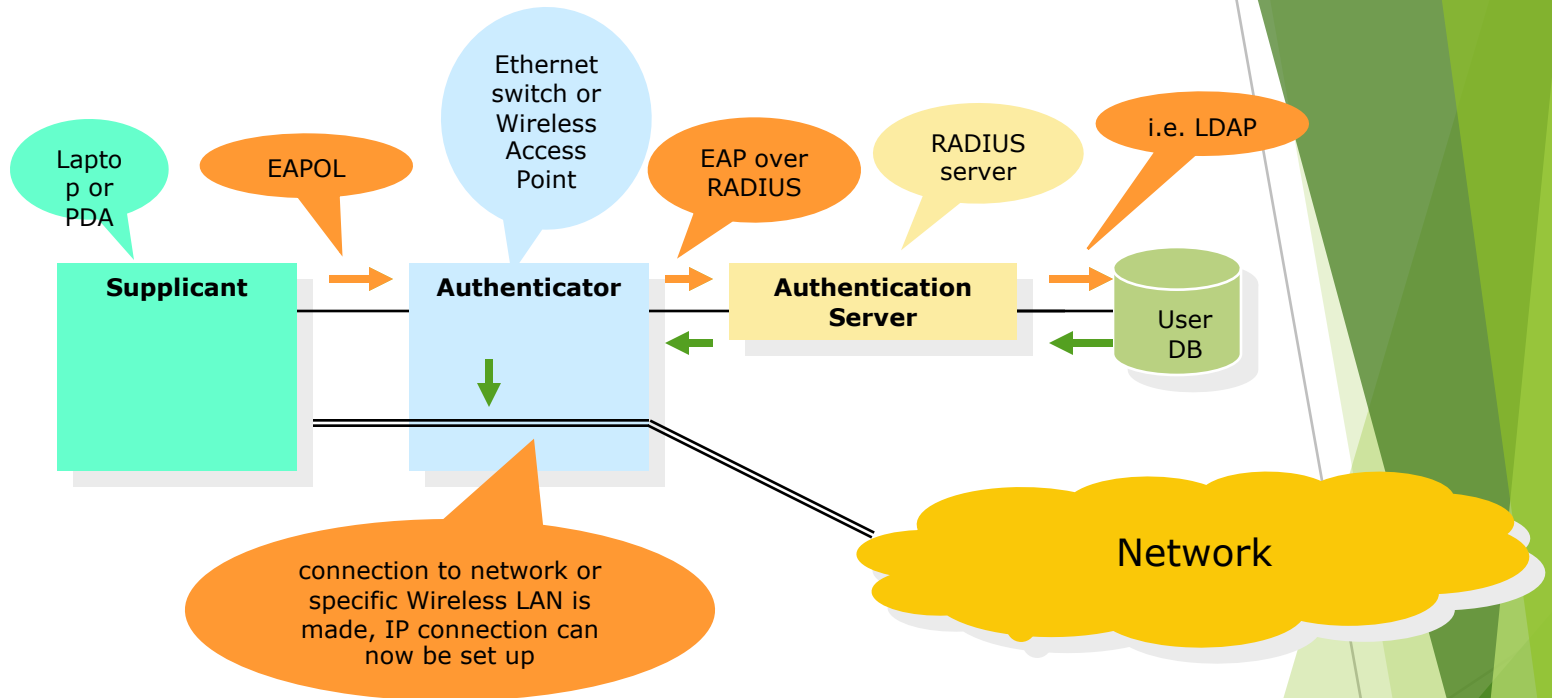 Lapto
p or
PDA
EAPOL
Ethernet
switch or
Wireless
Access
Point
EAP over
RADIUS
RADIUS
server
i.e. LDAP
Supplicant
Authenticator
Authentication
Server
User
DB
connection to network or
specific Wireless LAN is
made, IP connection can
now be set up
Network